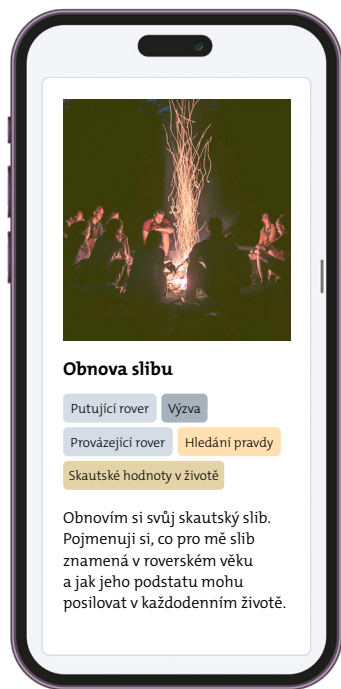 Obnova slibu
Putující rover Výzva
Provázející rover Hledání pravdy
Skautské hodnoty v životě
Obnovím si svůj skautský slib.
Pojmenuji si, co pro mě slib
znamená v roverském věku
a jak jeho podstatu mohu
posilovat v každodenním životě.